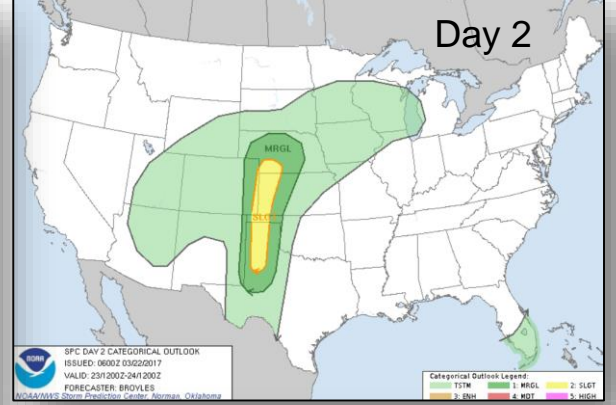 Day 2
MRGL
SLGT
NOAA
SPC DAY 2 CATEGORICAL OUTLOOK
ISSUED: 0600Z 03/22/2017
VALID: 23/1200Z-24/1200Z
FORECASTER: BROYLES
NOAA/NWS Storm Prediction Center, Norman, Oklahoma
Categorical Outlook Legend:
TSTM 1: MRGL 2: SLGT
3: ENH 4: MDT 5: HIGH